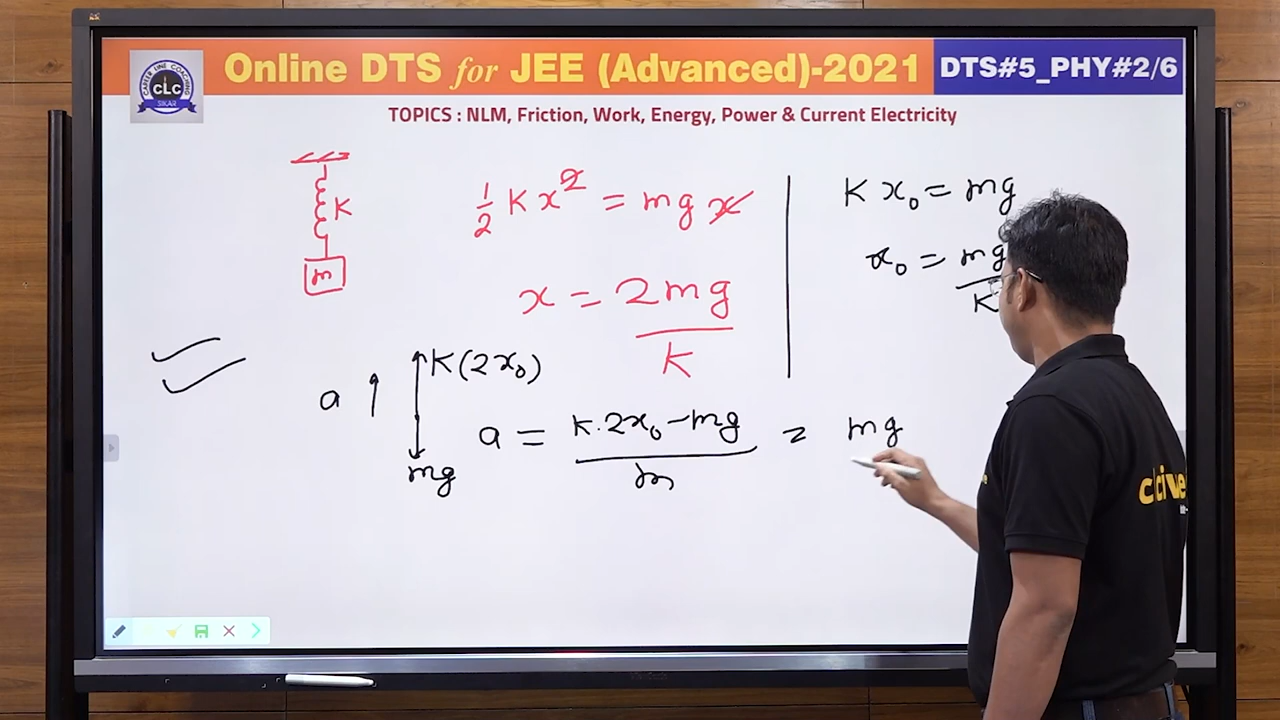 Online DTS for JEE (Advanced)-2021
DTS#5_PHY#2/6
CAREER LINE COACHING
CLC
SIKAR
TOPICS : NLM, Friction, Work, Energy, Power & Current Electricity
K
m
1/2 K x² = mg x
x = 2mg/k
K x₀ = mg
x₀ = mg/K
a ↑
K(2x₀)
mg
a = (K.2x₀ - mg)/m = mg